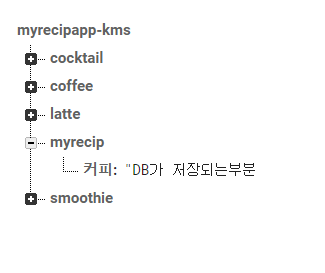 myrecipapp-kms
cocktail
coffee
latte
myrecip
커피: "DB가 저장되는부분
smoothie